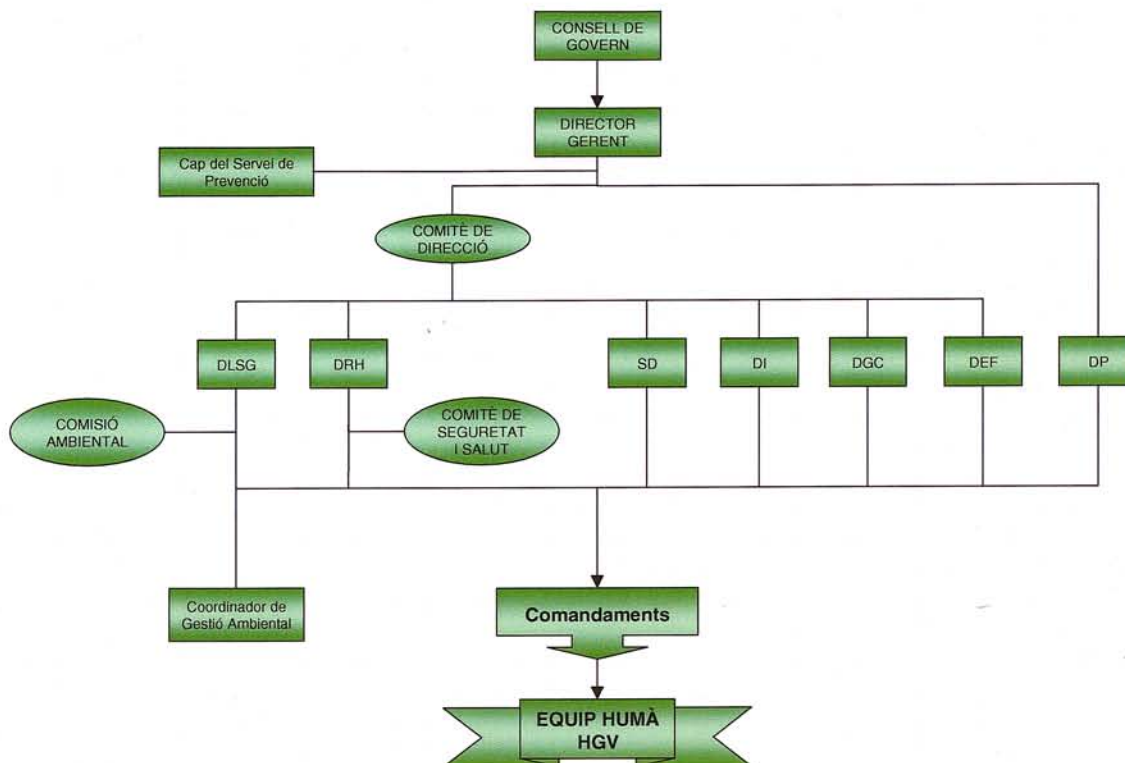 CONSELL DE
GOVERN
DIRECTOR
GERENT
Cap del Servei de
Prevenció
COMITÈ DE
DIRECCIÓ
DLSG
DRH
SD
DI
DGC
DEF
DP
COMISIÓ
AMBIENTAL
COMITÈ DE
SEGURETAT
I SALUT
Coordinador de
Gestió Ambiental
Comandaments
EQUIP HUMÀ
HGV